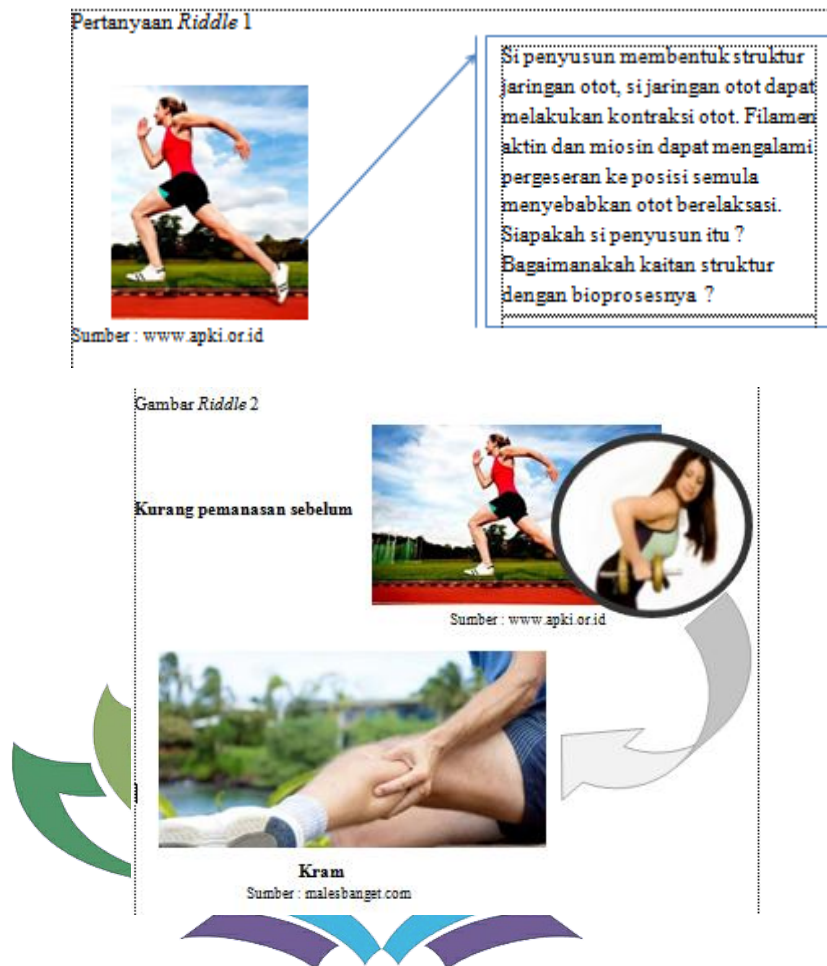 Pertanyaan Riddle 1
Si penyusun membentuk struktur
jaringan otot, si jaringan otot dapat
melakukan kontraksi otot. Filamen
aktin dan miosin dapat mengalami
pergeseran ke posisi semula
menyebabkan otot berelaksasi.
Siapakah si penyusun itu ?
Bagaimanakah kaitan struktur
dengan bioprosesnya ?
Sumber : www.apki.or.id
Gambar Riddle 2
Kurang pemanasan sebelum
Sumber : www.apki.or.id
Kram
Sumber : malesbanget.com